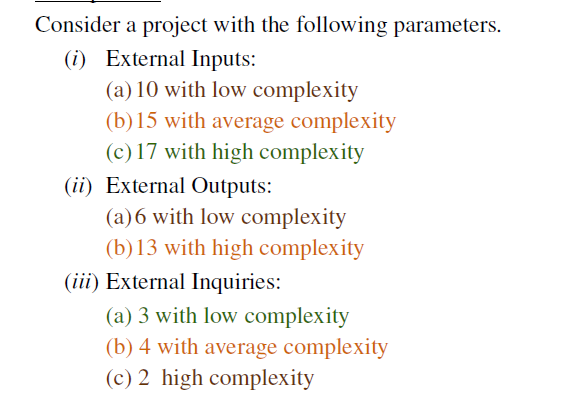 Consider a project with the following parameters.
(i) External Inputs:
(a) 10 with low complexity
(b) 15 with average complexity
(c) 17 with high complexity
(ii) External Outputs:
(a) 6 with low complexity
(b) 13 with high complexity
(iii) External Inquiries:
(a) 3 with low complexity
(b) 4 with average complexity
(c) 2 high complexity